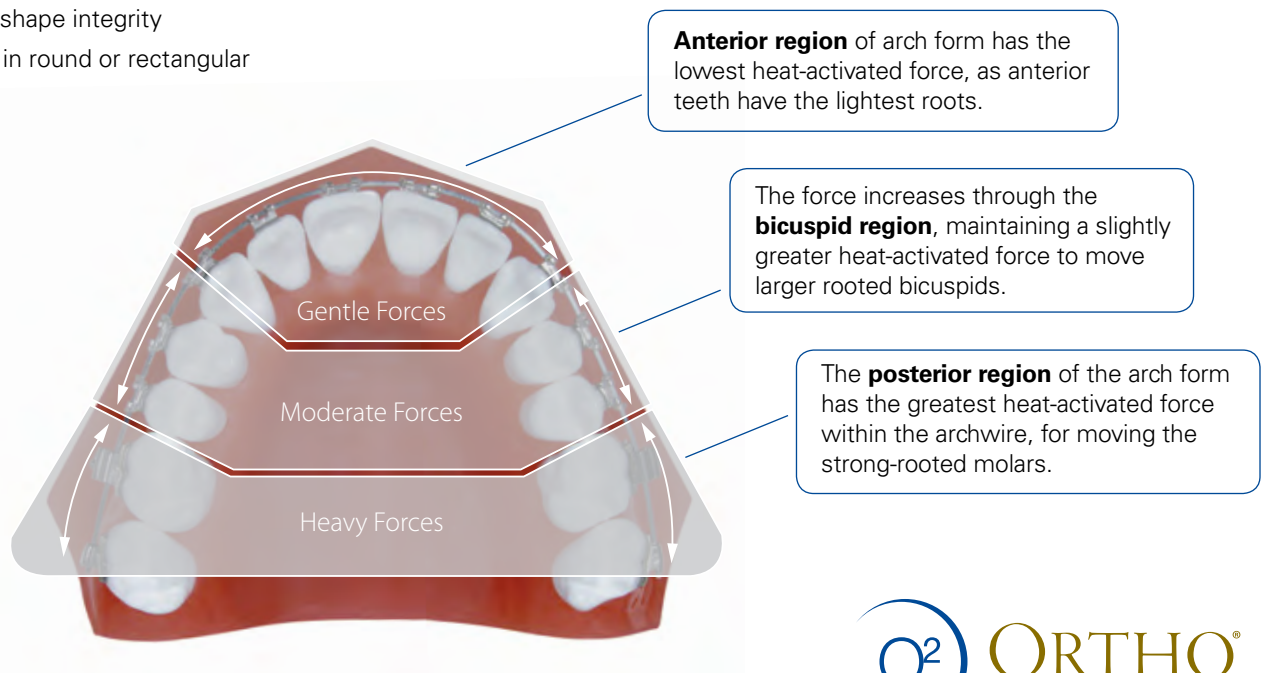 shape integrity
in round or rectangular
Anterior region of arch form has the
lowest heat-activated force, as anterior
teeth have the lightest roots.
The force increases through the
bicuspid region, maintaining a slightly
greater heat-activated force to move
larger rooted bicuspids.
The posterior region of the arch form
has the greatest heat-activated force
within the archwire, for moving the
strong-rooted molars.
Gentle Forces
Moderate Forces
Heavy Forces
O² ORTHO®